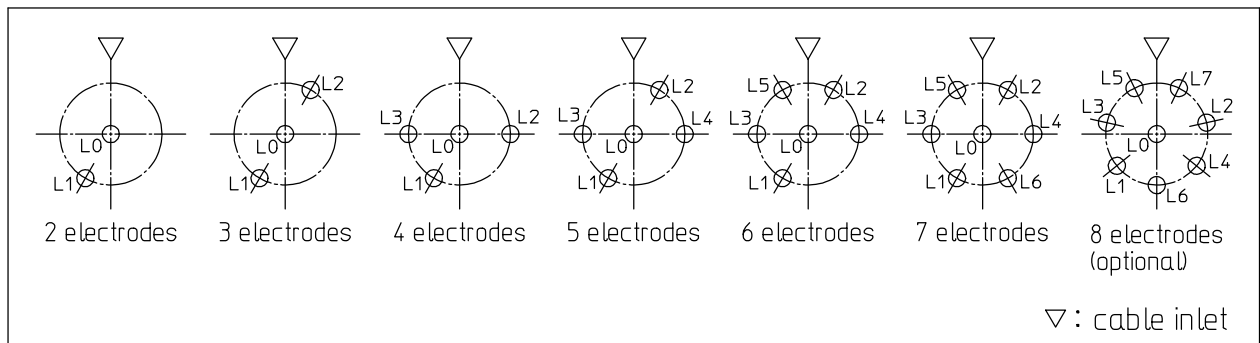 L0
L1
2 electrodes
L2
L0
L1
3 electrodes
L3
L2
L0
L1
4 electrodes
L2
L3
L4
L0
L1
5 electrodes
L5
L2
L3
L4
L0
L1
6 electrodes
L5
L2
L3
L4
L0
L1
L6
7 electrodes
L5
L7
L3
L2
L0
L1
L4
L6
8 electrodes
(optional)
▽: cable inlet